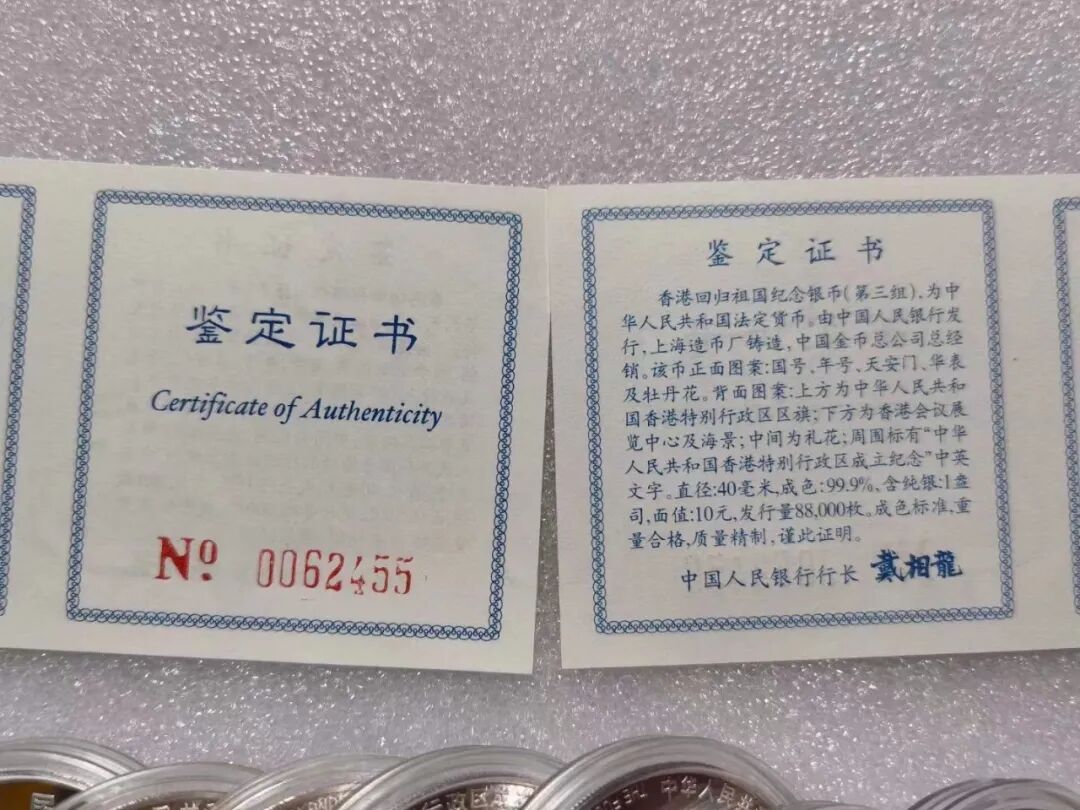 鉴定证书
Certificate of Authenticity
Nº 0062455
鉴定证书
香港回归祖国纪念银币(第三组),为中
华人民共和国法定货币。由中国人民银行发
行,上海造币厂铸造,中国金币总公司总经
销。该币正面图案:国号、年号、天安门、华表
及牡丹花。背面图案:上方为中华人民共和
国香港特别行政区区旗;下方为香港会议展
览中心及海景;中间为礼花;周围标有“中华
人民共和国香港特别行政区成立纪念”中英
文字。直径:40毫米,成色:99.9%,含纯银:1盎
司,面值:10元,发行量88,000枚。成色标准,重
量合格,质量精制,谨此证明。
中国人民银行行长 戴相龍
行政区成
中华人民共